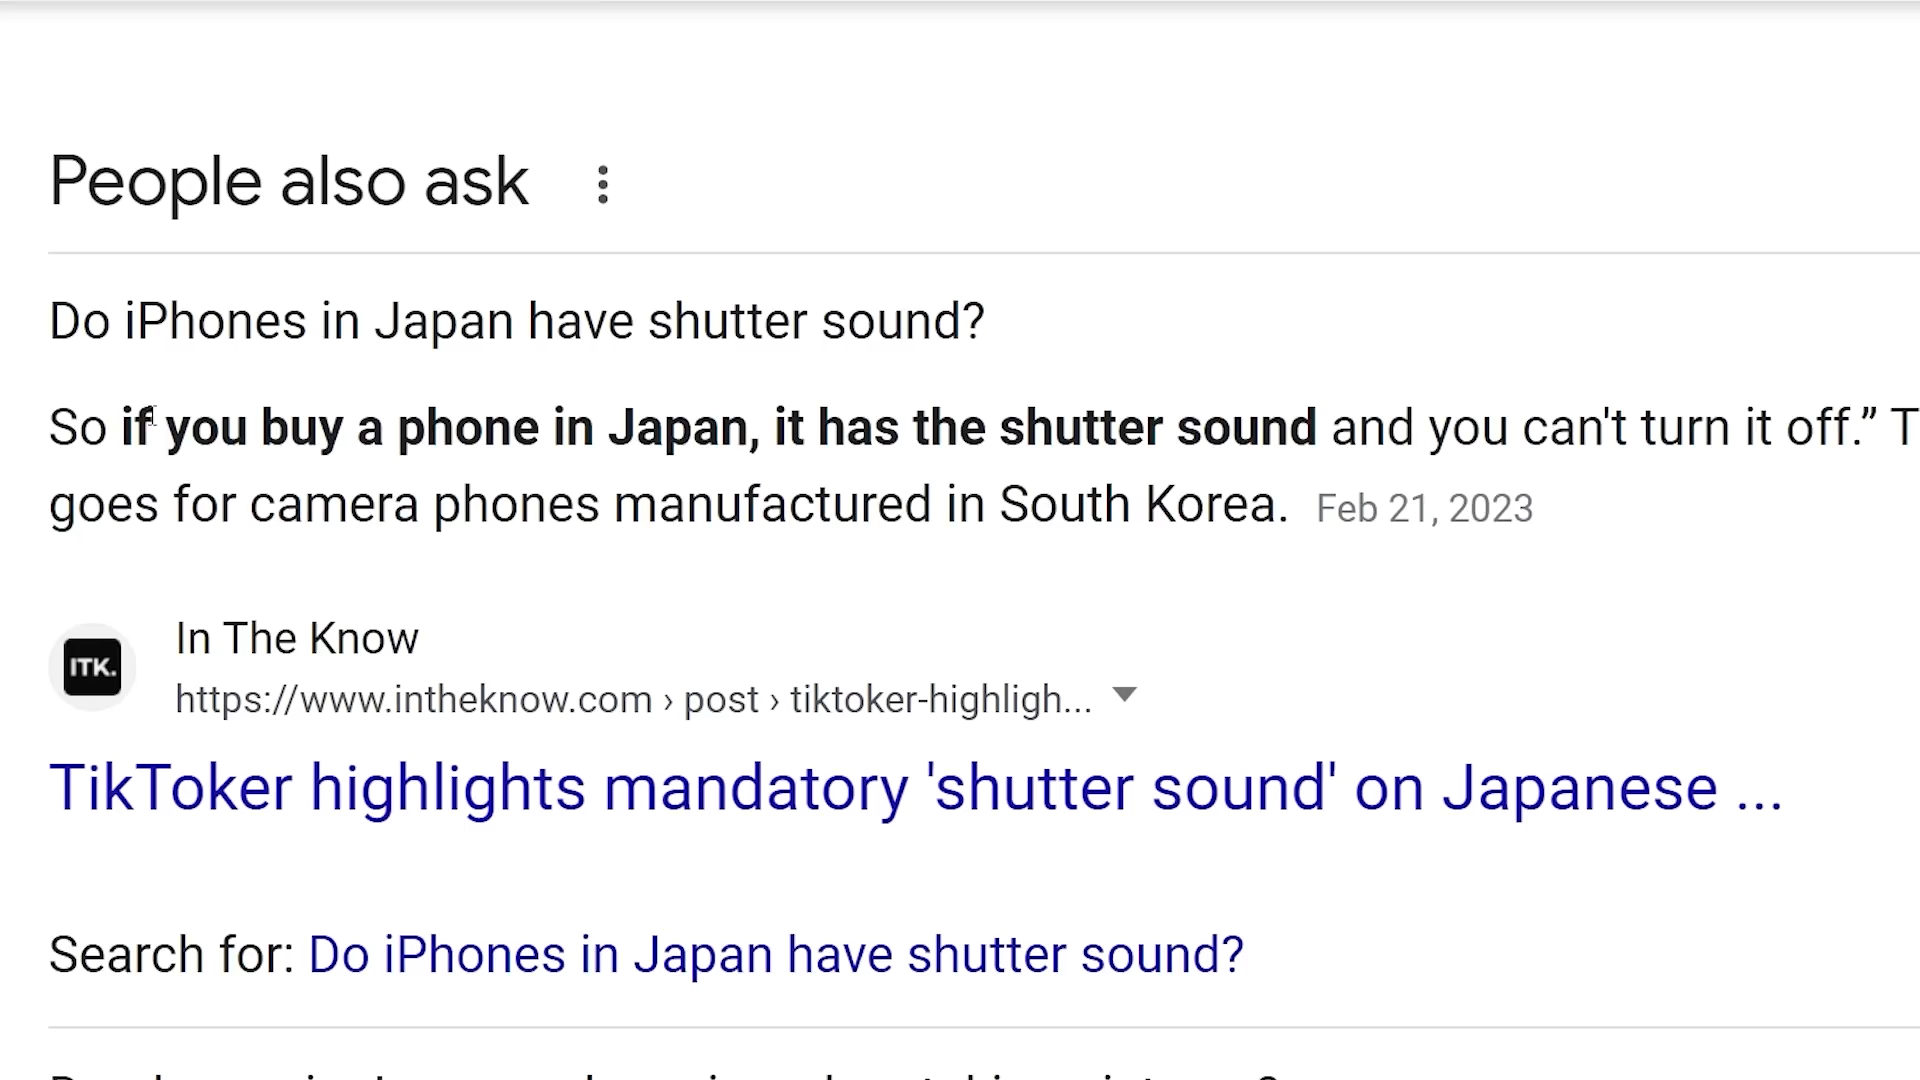 People also ask
Do iPhones in Japan have shutter sound?
So if you buy a phone in Japan, it has the shutter sound and you can't turn it off.” T
goes for camera phones manufactured in South Korea. Feb 21, 2023
ITK.
In The Know
https://www.intheknow.com › post › tiktoker-highligh...
TikToker highlights mandatory 'shutter sound' on Japanese ...
Search for: Do iPhones in Japan have shutter sound?